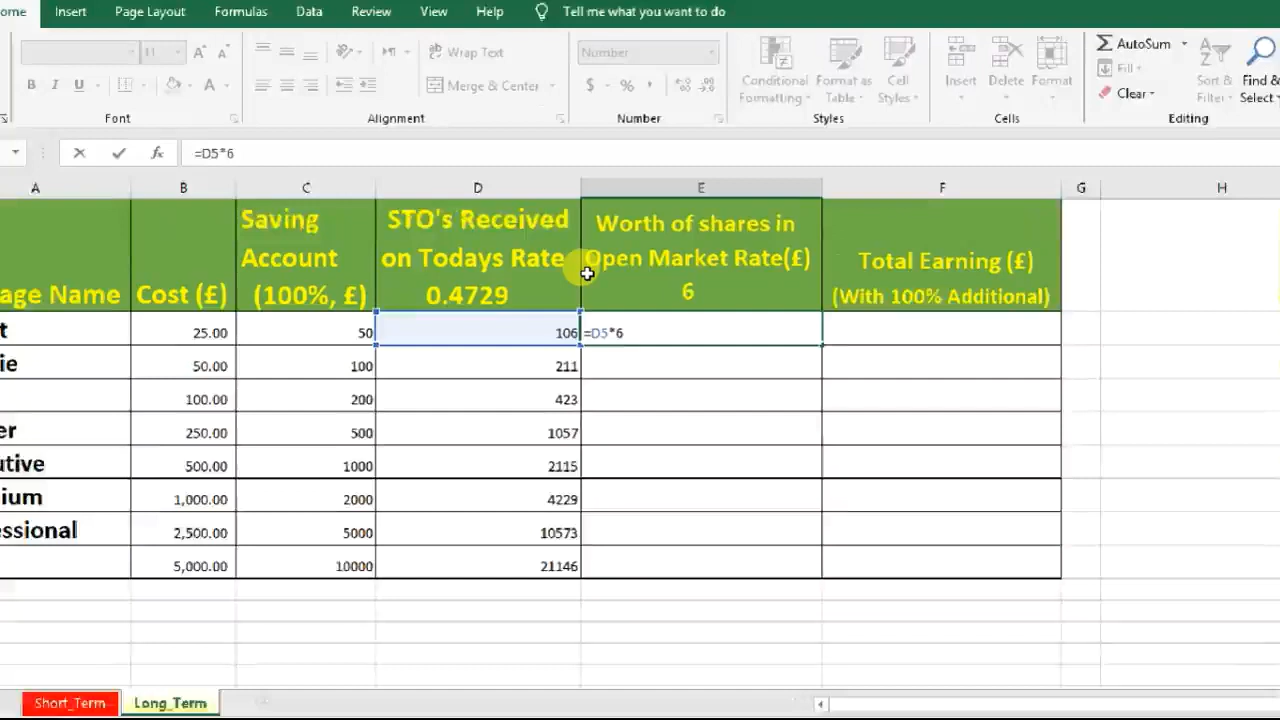 ome Insert Page Layout Formulas Data Review View Help Tell me what you want to do
11 A A Wrap Text Number AutoSum
Fill
B I U A Merge & Center $ % Conditional Formatting Format as Table Cell Styles Insert Delete Format Clear Sort & Filter Find & Select
Font Alignment Number Styles Cells Editing
fx =D5*6
A B C D E F G H
age Name Cost (£) Saving Account (100%, £) STO's Received on Todays Rate 0.4729 Worth of shares in Open Market Rate(£) 6 Total Earning (£) (With 100% Additional)
t 25.00 50 106 =D5*6
ie 50.00 100 211
100.00 200 423
er 250.00 500 1057
utive 500.00 1000 2115
ium 1,000.00 2000 4229
essional 2,500.00 5000 10573
5,000.00 10000 21146
Short_Term Long_Term